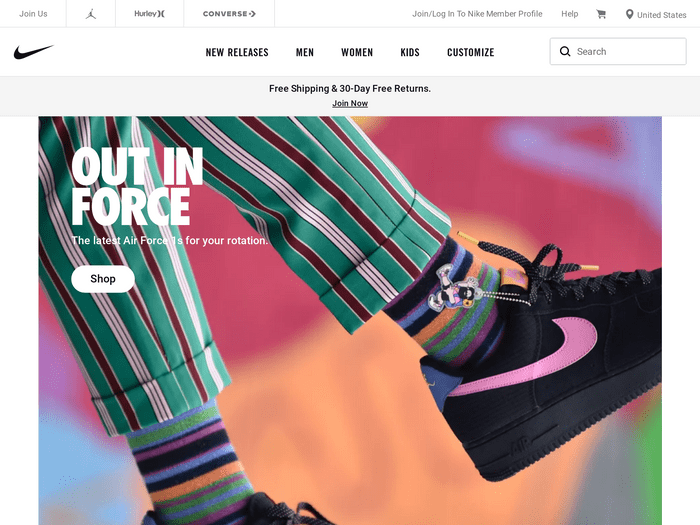 Join Us
Hurley
CONVERSE
Join/Log In To Nike Member Profile
Help
United States
NEW RELEASES
MEN
WOMEN
KIDS
CUSTOMIZE
Search
Free Shipping & 30-Day Free Returns.
Join Now
OUT IN
FORCE
The latest Air Force 1s for your rotation.
Shop
AIR